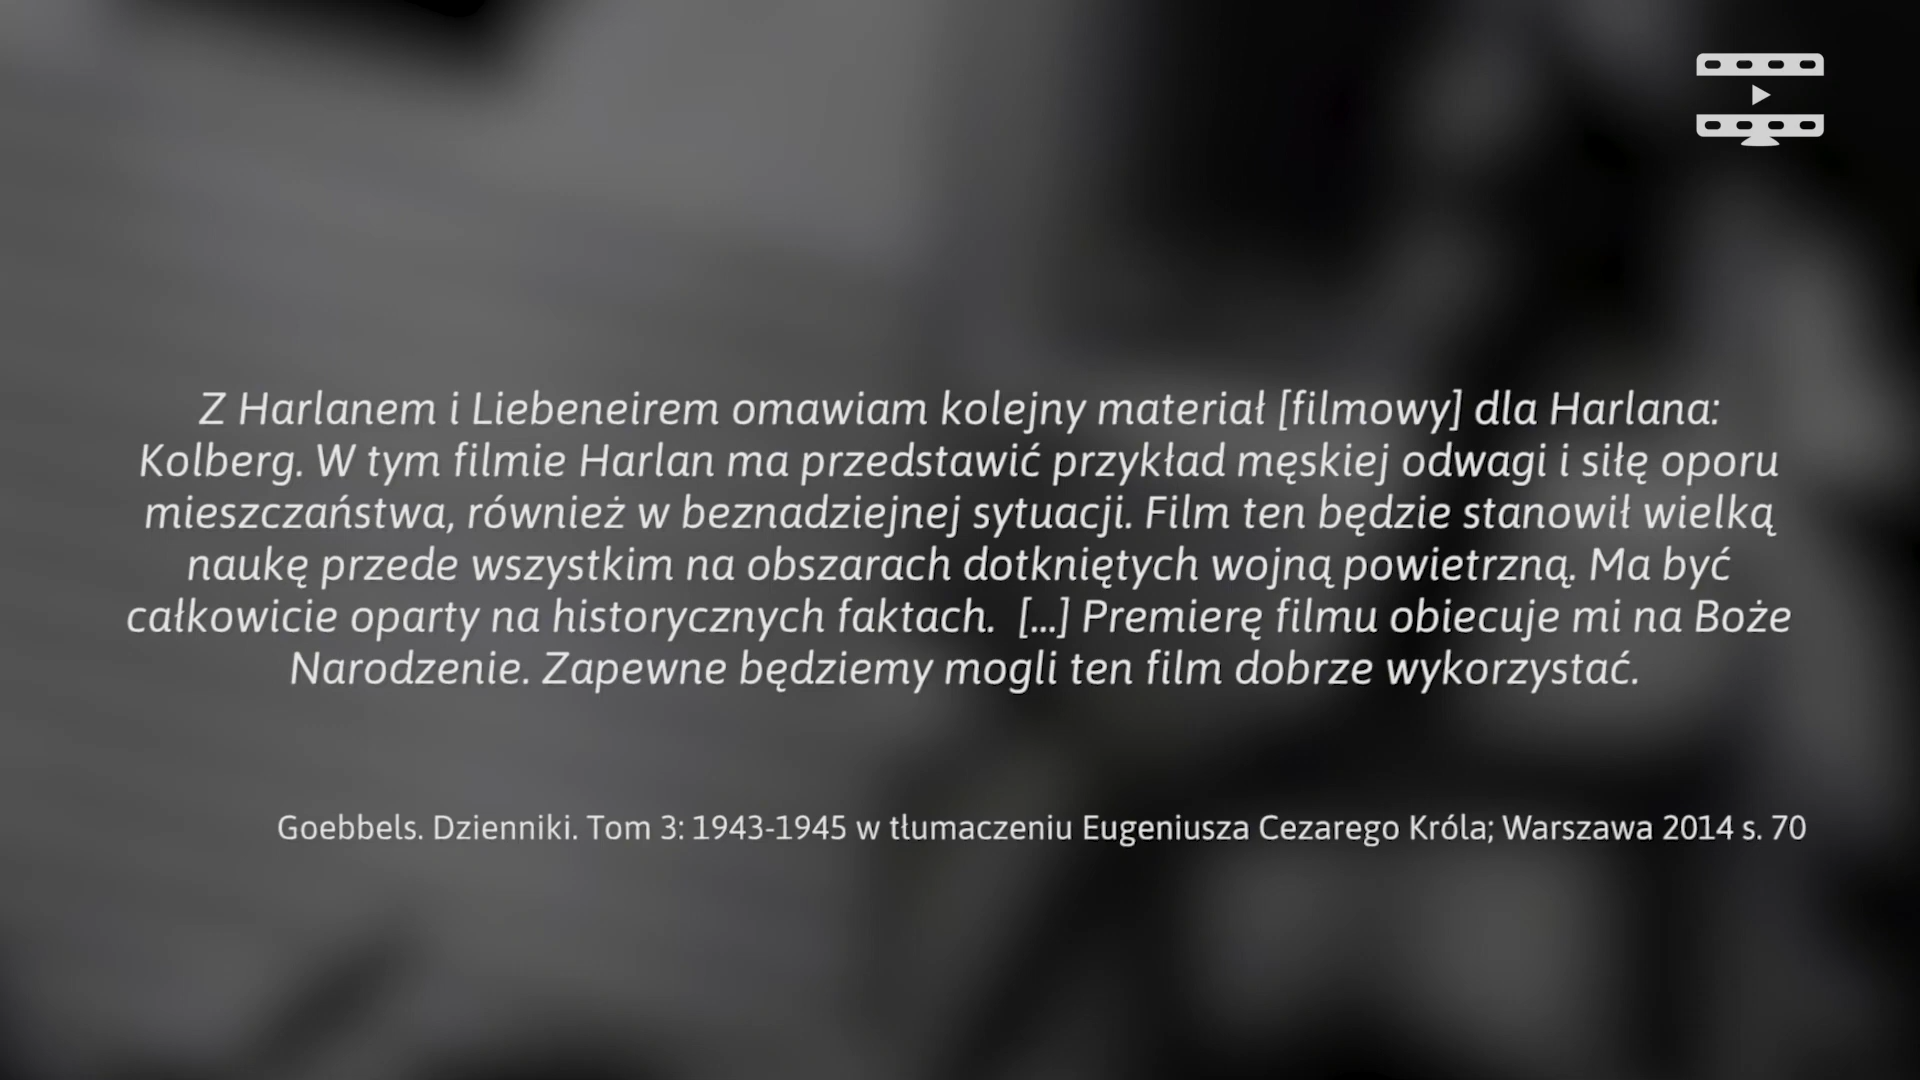 Z Harlanem i Liebeneirem omawiam kolejny materiał [filmowy] dla Harlana:
Kolberg. W tym filmie Harlan ma przedstawić przykład męskiej odwagi i siłę oporu
mieszczaństwa, również w beznadziejnej sytuacji. Film ten będzie stanowił wielką
naukę przede wszystkim na obszarach dotkniętych wojną powietrzną. Ma być
całkowicie oparty na historycznych faktach.  [...] Premierę filmu obiecuje mi na Boże
Narodzenie. Zapewne będziemy mogli ten film dobrze wykorzystać.
Goebbels. Dzienniki. Tom 3: 1943-1945 w tłumaczeniu Eugeniusza Cezarego Króla; Warszawa 2014 s. 70